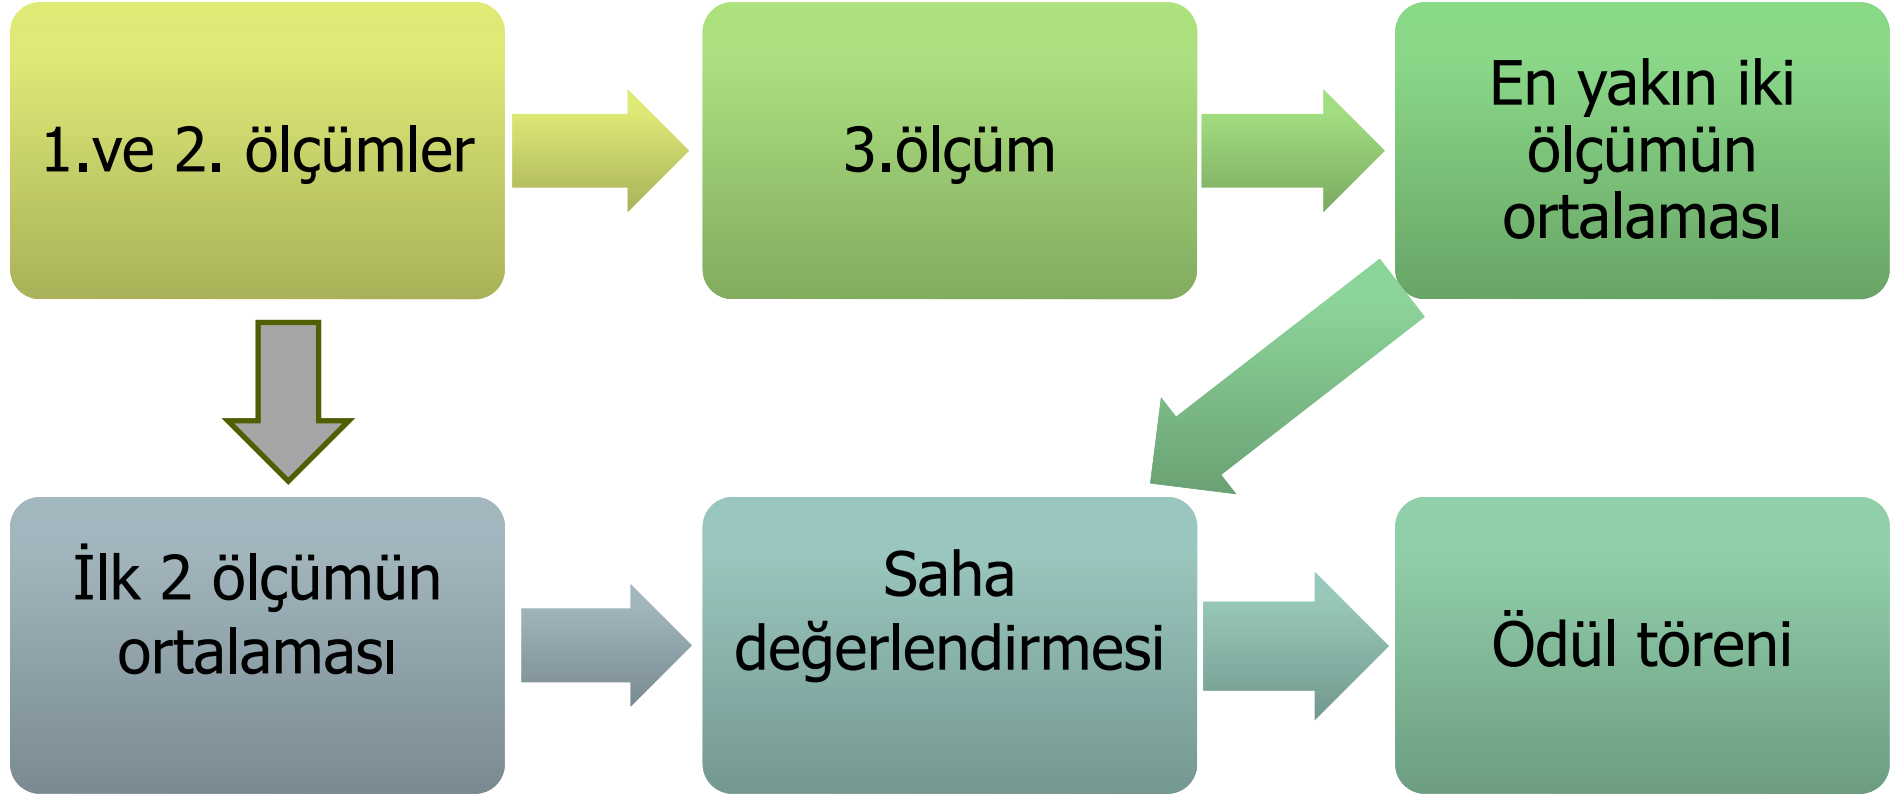 1.ve 2. ölçümler
3.ölçüm
En yakın iki
ölçümün
ortalaması
İlk 2 ölçümün
ortalaması
Saha
değerlendirmesi
Ödül töreni